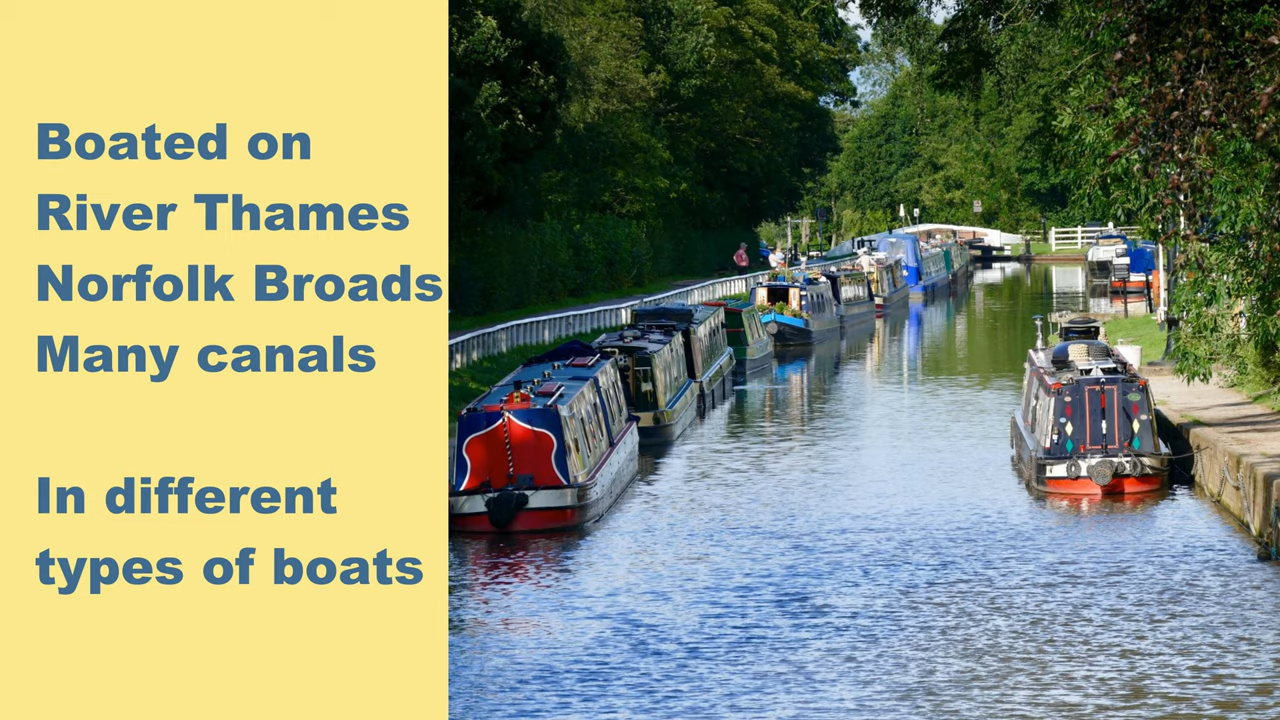 Boated on
River Thames
Norfolk Broads
Many canals
In different
types of boats